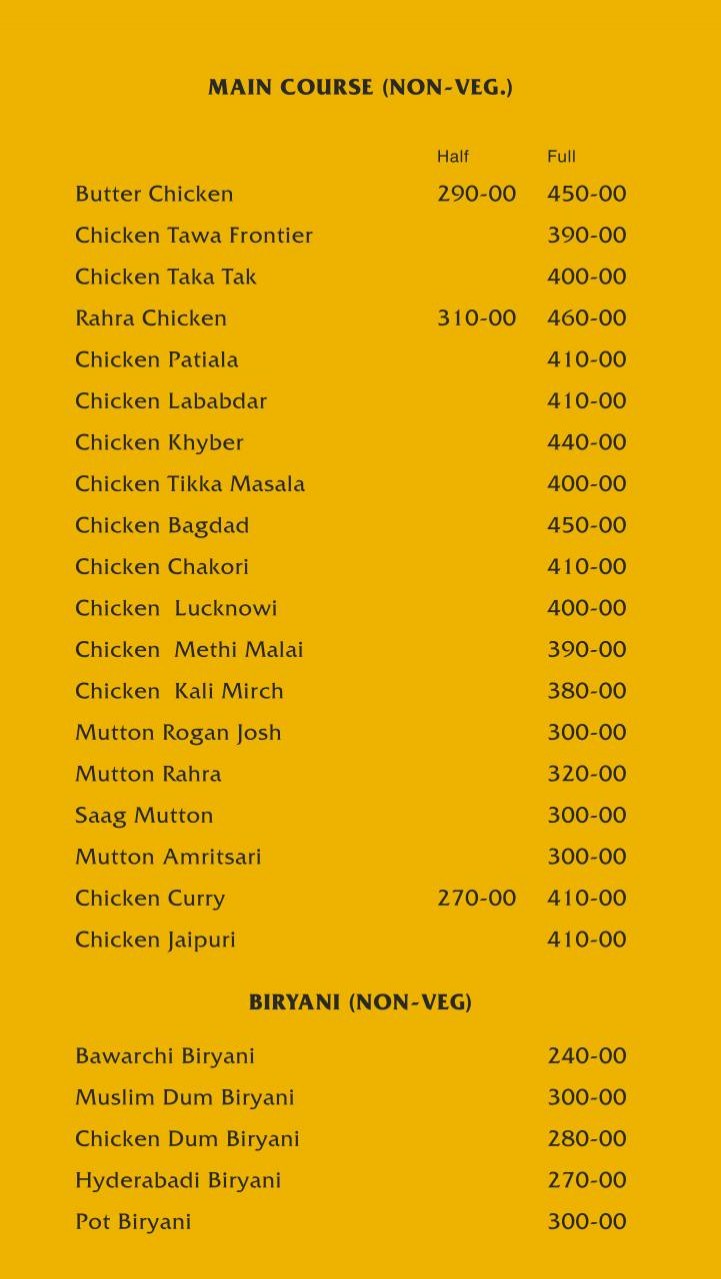 MAIN COURSE (NON-VEG.)
Half Full
Butter Chicken 290-00 450-00
Chicken Tawa Frontier 390-00
Chicken Taka Tak 400-00
Rahra Chicken 310-00 460-00
Chicken Patiala 410-00
Chicken Lababdar 410-00
Chicken Khyber 440-00
Chicken Tikka Masala 400-00
Chicken Bagdad 450-00
Chicken Chakori 410-00
Chicken Lucknowi 400-00
Chicken Methi Malai 390-00
Chicken Kali Mirch 380-00
Mutton Rogan Josh 300-00
Mutton Rahra 320-00
Saag Mutton 300-00
Mutton Amritsari 300-00
Chicken Curry 270-00 410-00
Chicken Jaipuri 410-00
BIRYANI (NON-VEG)
Bawarchi Biryani 240-00
Muslim Dum Biryani 300-00
Chicken Dum Biryani 280-00
Hyderabadi Biryani 270-00
Pot Biryani 300-00